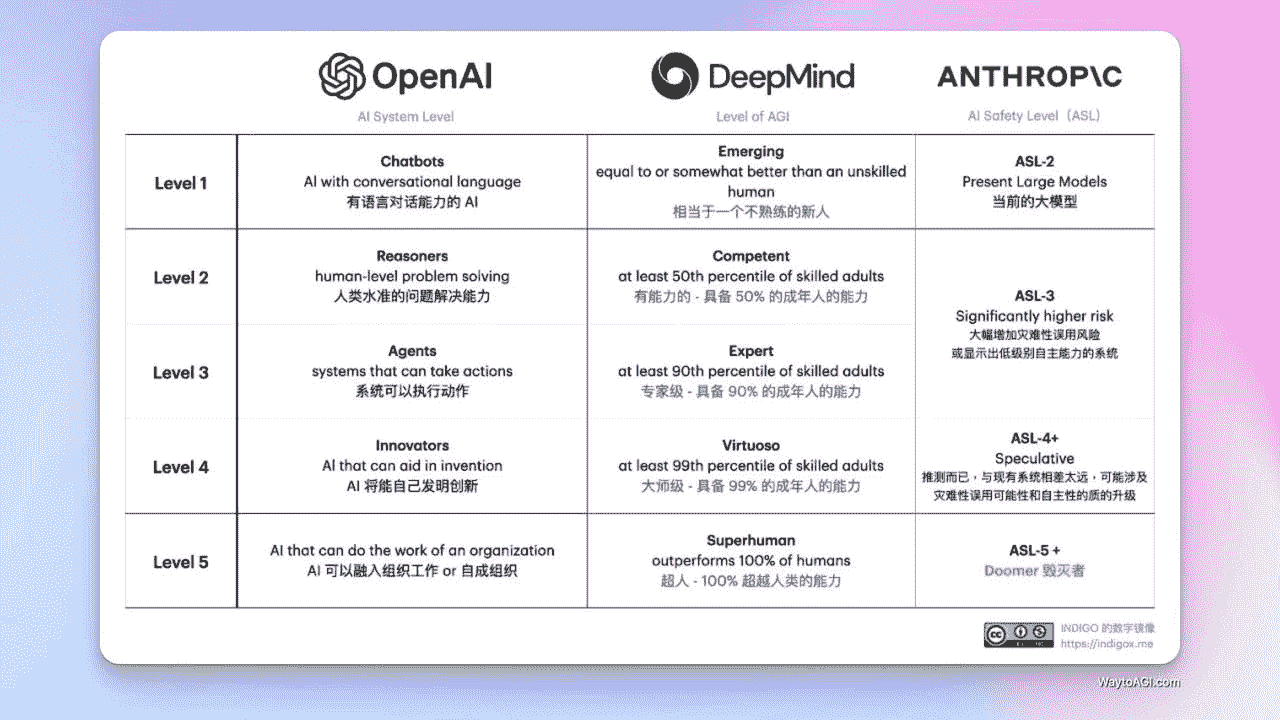 OpenAI
DeepMind
ANTHROP\C
AI System Level
Level of AGI
AI Safety Level（ASL）
Level 1
Chatbots
AI with conversational language
有语言对话能力的 AI
Emerging
equal to or somewhat better than an unskilled
human
相当于一个不熟练的新人
ASL-2
Present Large Models
当前的大模型
Level 2
Reasoners
human-level problem solving
人类水准的问题解决能力
Competent
at least 50th percentile of skilled adults
有能力的 - 具备 50% 的成年人的能力
ASL-3
Significantly higher risk
大幅增加灾难性误用风险
或显示出低级别自主能力的系统
Level 3
Agents
systems that can take actions
系统可以执行动作
Expert
at least 90th percentile of skilled adults
专家级 - 具备 90% 的成年人的能力
Level 4
Innovators
AI that can aid in invention
AI 将能自己发明创新
Virtuoso
at least 99th percentile of skilled adults
大师级 - 具备 99% 的成年人的能力
ASL-4+
Speculative
推测而已，与现有系统相差太远，可能涉及
灾难性误用可能性和自主性的质的升级
Level 5
AI that can do the work of an organization
AI 可以融入组织工作 or 自成组织
Superhuman
outperforms 100% of humans
超人 - 100% 超越人类的能力
ASL-5 +
Doomer 毁灭者
cc
INDIGO 的数字镜像
https://indigox.me
WaytoAGI.com